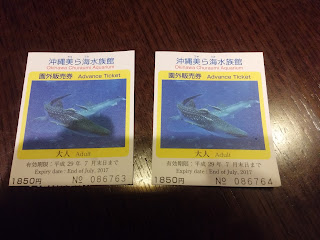 沖縄美ら海水族館
Okinawa Churaumi Aquarium
園外販売券 Advance Ticket
大人 Adult
有効期限:平成29年7月末日まで
Expiry date : End of July, 2017
1850円 No 086763
沖縄美ら海水族館
Okinawa Churaumi Aquarium
園外販売券 Advance Ticket
大人 Adult
有効期限:平成29年7月末日まで
Expiry date : End of July, 2017
1850円 No 086764